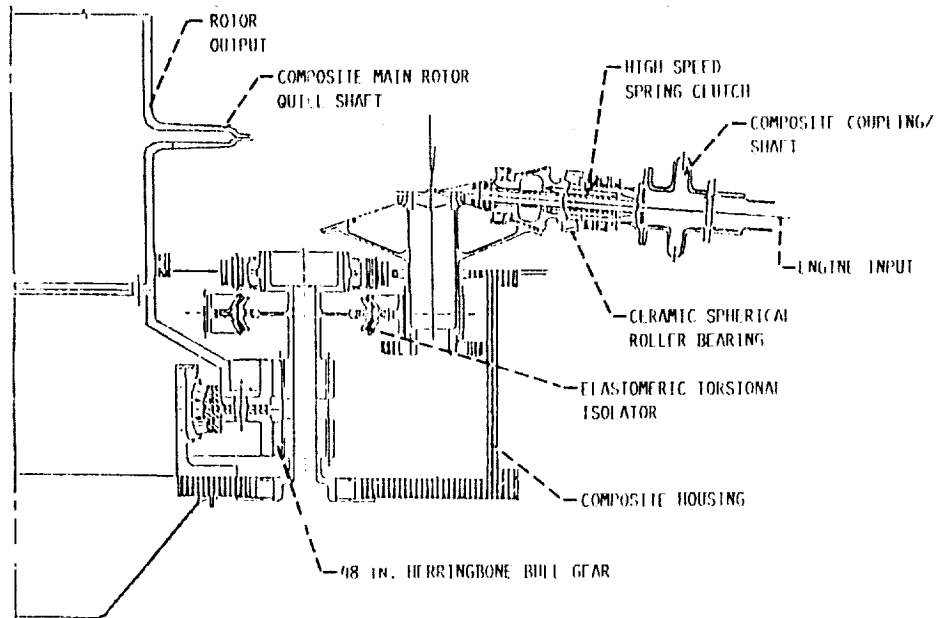 ROTOR
OUTPUT
COMPOSITE MAIN ROTOR
QUILL SHAFT
HIGH SPEED
SPRING CLUTCH
COMPOSITE COUPLING/
SHAFT
ENGINE INPUT
CERAMIC SPHERICAL
ROLLER BEARING
ELASTOMERIC TORSIONAL
ISOLATOR
COMPOSITE HOUSING
48 IN. HERRINGBONE BULL GEAR